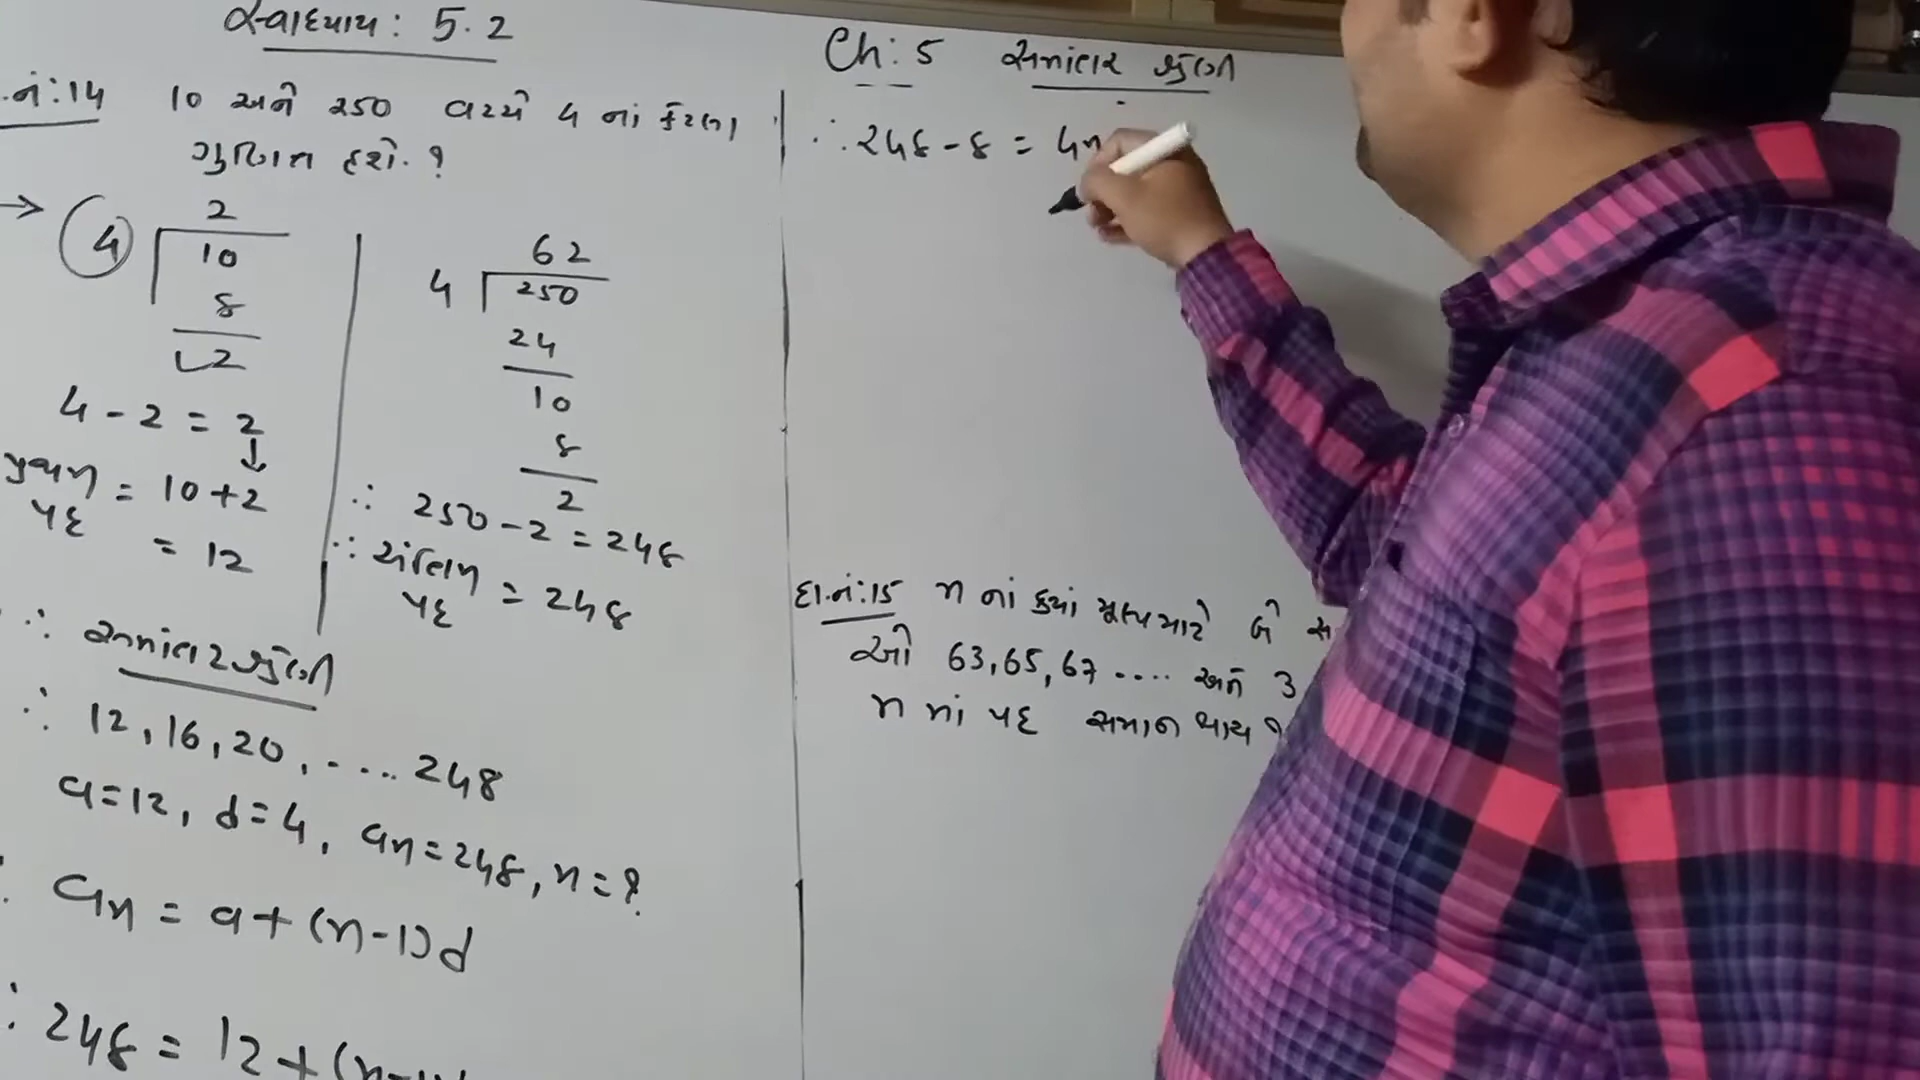 સ્વાધ્યાય: 5.2
.નં:14 10 અને 250 વચ્ચે 4 નાં કેટલા
ગુણિત હશે.?
→ 4
2
10
8
2
4 - 2 = 2
↓
પ્રથમ પદ = 10+2
= 12
62
4 250
24
10
8
2
∴ 250 - 2 = 248
∴ અંતિમ પદ = 248
∴ સમાંતર શ્રેણી
∴ 12, 16, 20, .... 248
a=12, d=4, an=248, n=?
an = a+(n-1)d
∴ 248 = 12+(n-1)
Ch: 5 સમાંતર શ્રેણી
∴ 248 - 8 = 4n
દા.નં:15 n નાં કયાં મૂલ્ય માટે બે સ
ઓ 63, 65, 67 .... અને 3
n માં પદ સમાન થાય ?